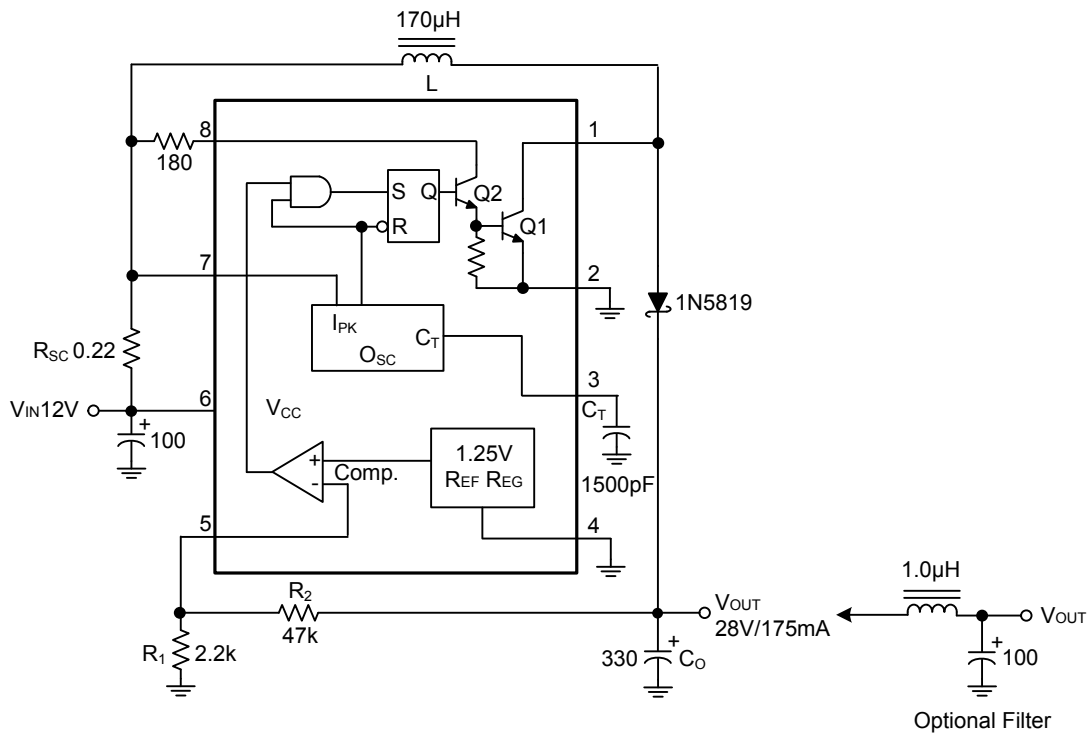 170µH
L
8
1
180
S
Q
Q2
R
Q1
7
2
IPK
CT
OSC
1N5819
RSC 0.22
3
VIN12V
6
VCC
CT
+
100
1.25V
REF REG
+
Comp.
-
1500pF
5
4
R2
47k
1.0µH
VOUT
28V/175mA
VOUT
R1
2.2k
330
+
CO
+
100
Optional Filter